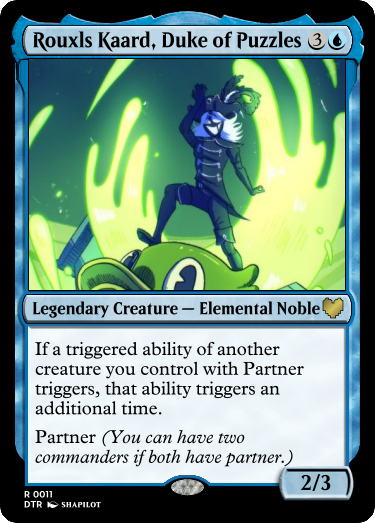 Rouxls Kaard, Duke of Puzzles 3
Legendary Creature — Elemental Noble
If a triggered ability of another
creature you control with Partner
triggers, that ability triggers an
additional time.
Partner (You can have two
commanders if both have partner.)
2/3
R 0011
DTR SHAPILOT